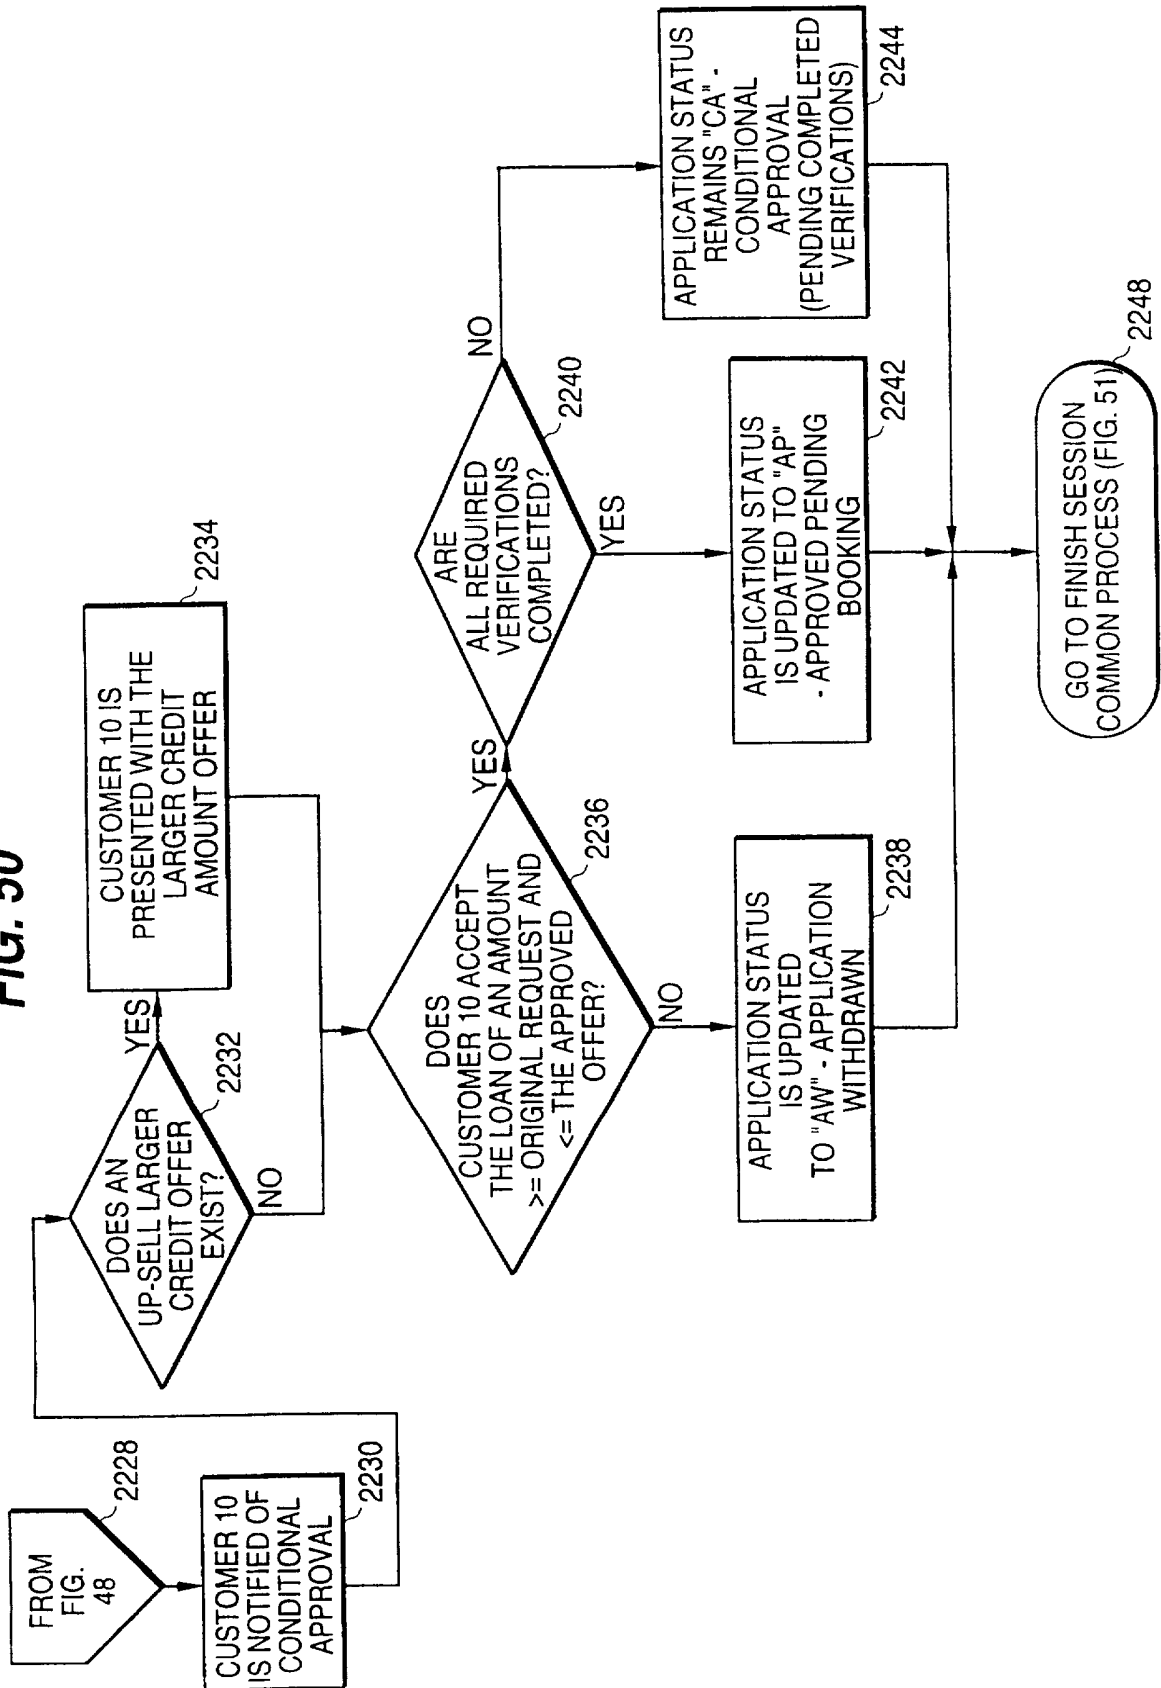 FIG. 50
FROM
FIG.
48
2228
CUSTOMER 10
IS NOTIFIED OF
CONDITIONAL
APPROVAL
2230
DOES AN
UP-SELL LARGER
CREDIT OFFER
EXIST?
2232
YES
NO
CUSTOMER 10 IS
PRESENTED WITH THE
LARGER CREDIT
AMOUNT OFFER
2234
DOES
CUSTOMER 10 ACCEPT
THE LOAN OF AN AMOUNT
>= ORIGINAL REQUEST AND
<= THE APPROVED
OFFER?
2236
YES
NO
APPLICATION STATUS
IS UPDATED
TO "AW" - APPLICATION
WITHDRAWN
2238
ARE
ALL REQUIRED
VERIFICATIONS
COMPLETED?
2240
NO
YES
APPLICATION STATUS
IS UPDATED TO "AP"
- APPROVED PENDING
BOOKING
2242
APPLICATION STATUS
REMAINS "CA" -
CONDITIONAL
APPROVAL
(PENDING COMPLETED
VERIFICATIONS)
2244
GO TO FINISH SESSION
COMMON PROCESS (FIG. 51)
2248